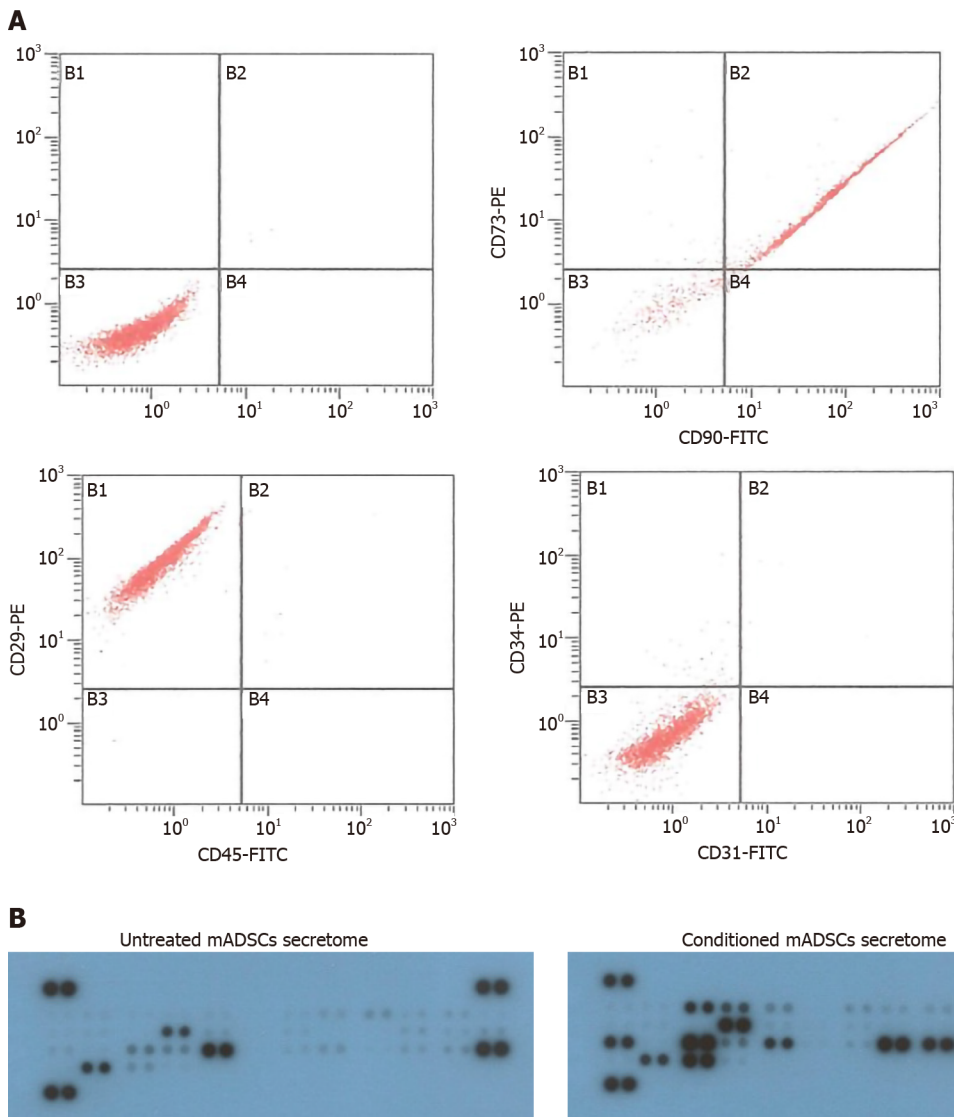 A
10³
10²
10¹
10⁰
B1
B2
B3
B4
10⁰
10¹
10²
10³
CD73-PE
10³
10²
10¹
10⁰
B1
B2
B3
B4
10⁰
10¹
10²
10³
CD90-FITC
CD29-PE
10³
10²
10¹
10⁰
B1
B2
B3
B4
10⁰
10¹
10²
10³
CD45-FITC
CD34-PE
10³
10²
10¹
10⁰
B1
B2
B3
B4
10⁰
10¹
10²
10³
CD31-FITC
B
Untreated mADSCs secretome
Conditioned mADSCs secretome